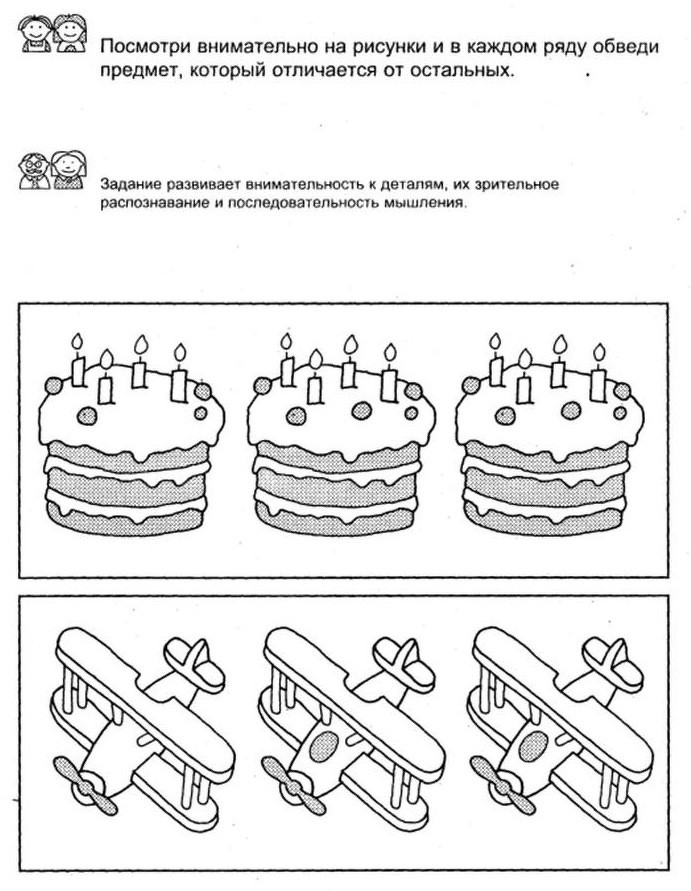 Посмотри внимательно на рисунки и в каждом ряду обведи
предмет, который отличается от остальных.
Задание развивает внимательность к деталям, их зрительное
распознавание и последовательность мышления.